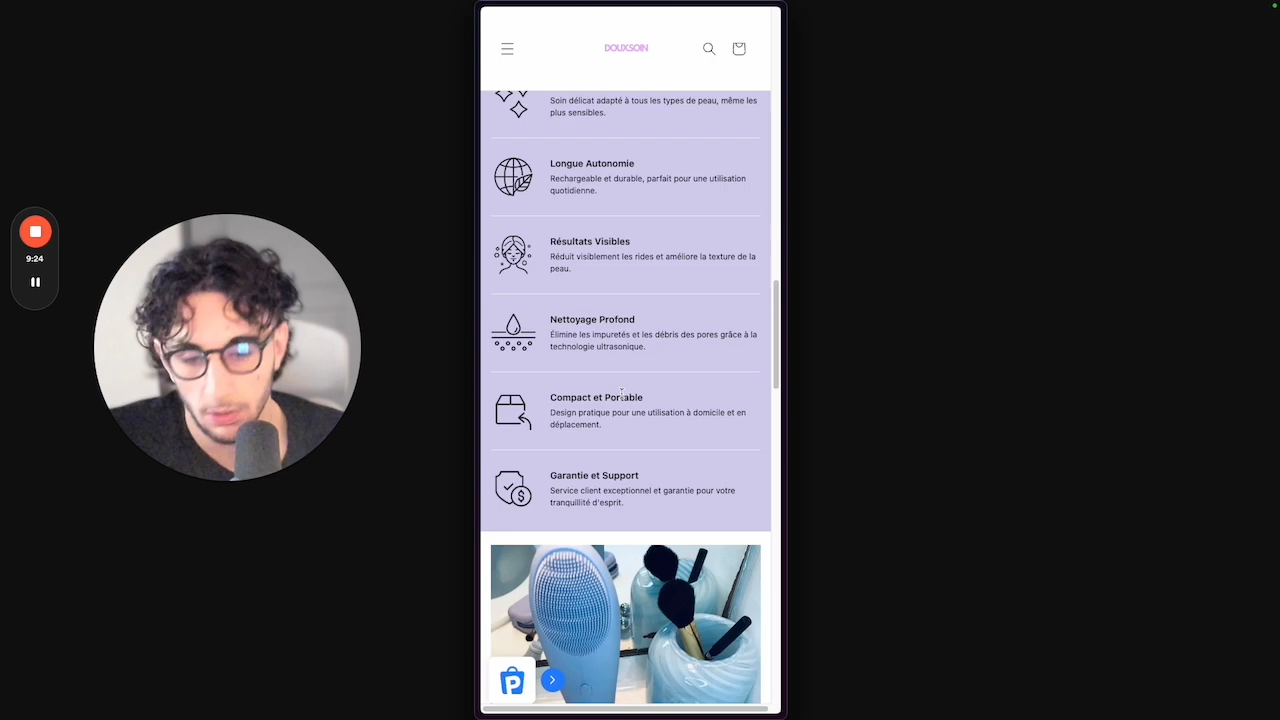 DOUXSOIN
Soin délicat adapté à tous les types de peau, même les
plus sensibles.
Longue Autonomie
Rechargeable et durable, parfait pour une utilisation
quotidienne.
9:24
Résultats Visibles
Réduit visiblement les rides et améliore la texture de la
peau.
Nettoyage Profond
Élimine les impuretés et les débris des pores grâce à la
technologie ultrasonique.
Compact et Portable
Design pratique pour une utilisation à domicile et en
déplacement.
Garantie et Support
Service client exceptionnel et garantie pour votre
tranquillité d'esprit.